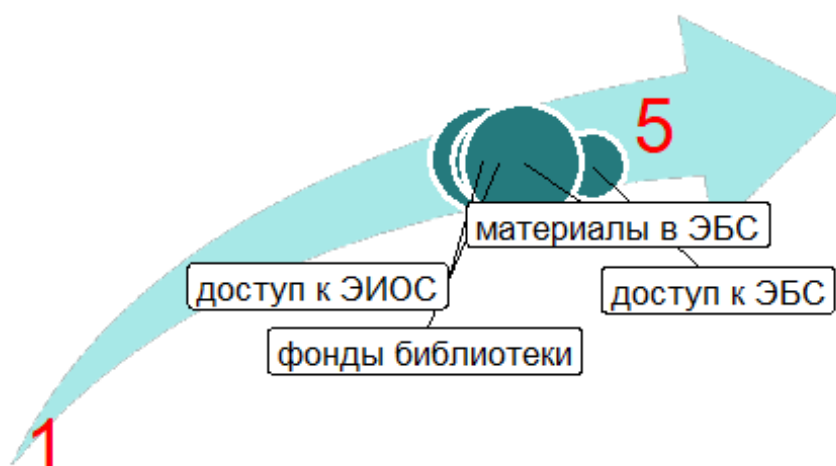 5
материалы в ЭБС
доступ к ЭИОС
доступ к ЭБС
фонды библиотеки
1